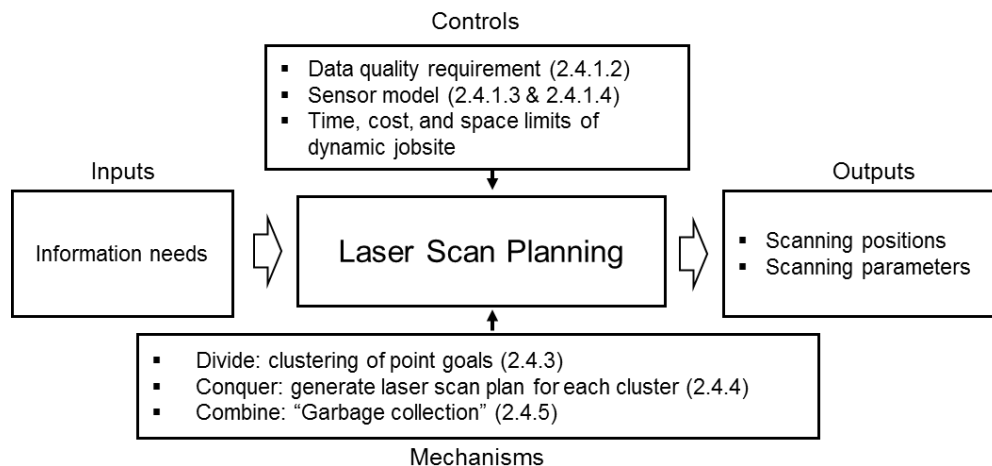 Controls
▪ Data quality requirement (2.4.1.2)
▪ Sensor model (2.4.1.3 & 2.4.1.4)
▪ Time, cost, and space limits of
dynamic jobsite
Inputs
Information needs
Laser Scan Planning
Outputs
▪ Scanning positions
▪ Scanning parameters
▪ Divide: clustering of point goals (2.4.3)
▪ Conquer: generate laser scan plan for each cluster (2.4.4)
▪ Combine: “Garbage collection” (2.4.5)
Mechanisms